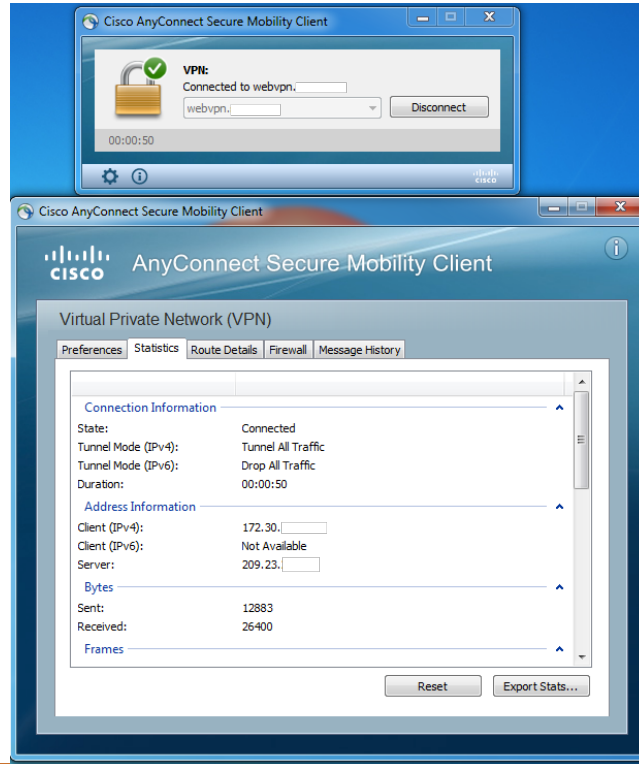 Cisco AnyConnect Secure Mobility Client
VPN:
Connected to webvpn.
webvpn.
Disconnect
00:00:50
CISCO
Cisco AnyConnect Secure Mobility Client
CISCO AnyConnect Secure Mobility Client
Virtual Private Network (VPN)
Preferences Statistics Route Details Firewall Message History
Connection Information
State: Connected
Tunnel Mode (IPv4): Tunnel All Traffic
Tunnel Mode (IPv6): Drop All Traffic
Duration: 00:00:50
Address Information
Client (IPv4): 172.30.
Client (IPv6): Not Available
Server: 209.23.
Bytes
Sent: 12883
Received: 26400
Frames
Reset Export Stats...